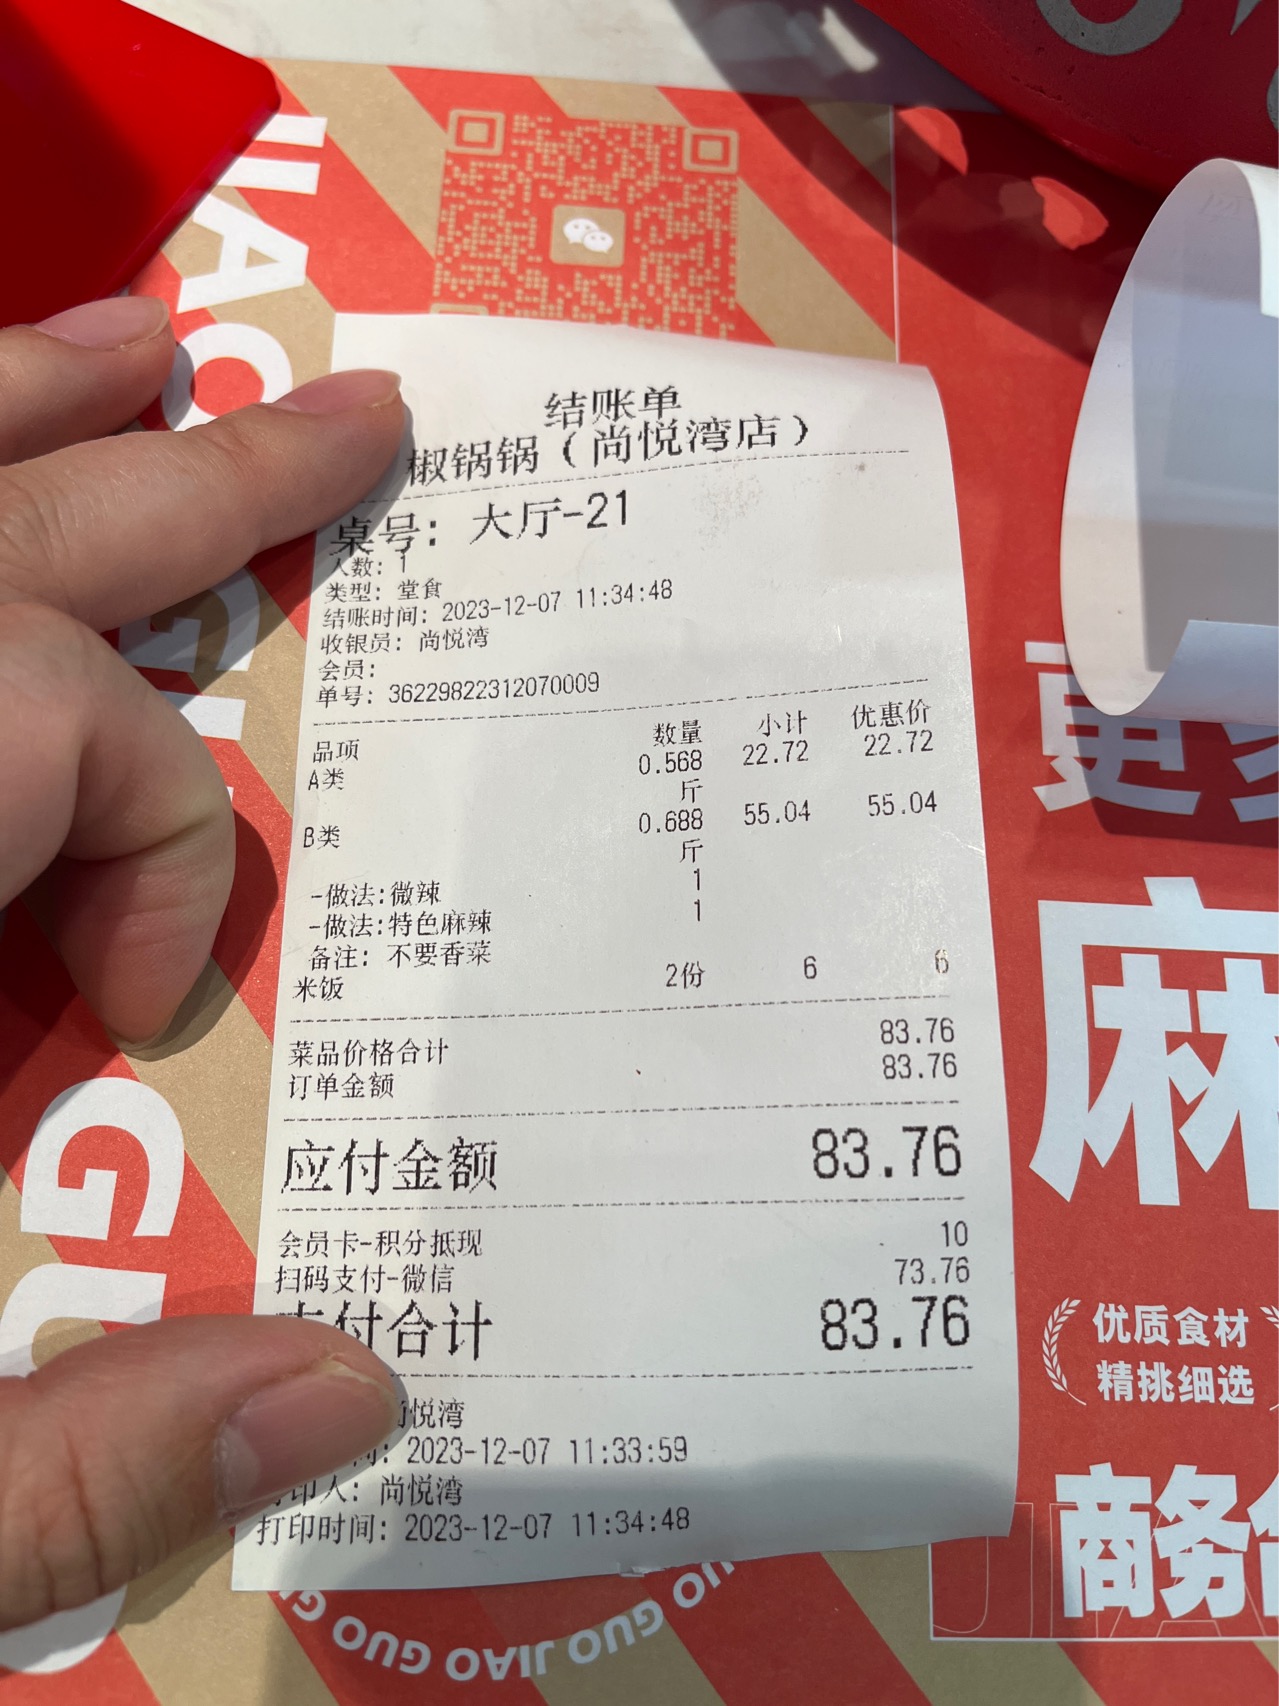 结账单
椒锅锅（尚悦湾店）
桌号: 大厅-21
人数: 1
类型: 堂食
结账时间: 2023-12-07 11:34:48
收银员: 尚悦湾
会员:
单号: 36229822312070009
品项 数量 小计 优惠价
A类 0.568 22.72 22.72
斤
B类 0.688 55.04 55.04
斤
-做法:微辣 1
-做法:特色麻辣 1
备注: 不要香菜
米饭 2份 6 6
菜品价格合计 83.76
订单金额 83.76
应付金额 83.76
会员卡-积分抵现 10
扫码支付-微信 73.76
支付合计 83.76
尚悦湾
2023-12-07 11:33:59
打印人: 尚悦湾
打印时间: 2023-12-07 11:34:48
JIAO
GUO
GUO JIAO GUO GUO
更
麻
优质食材
精挑细选
商务